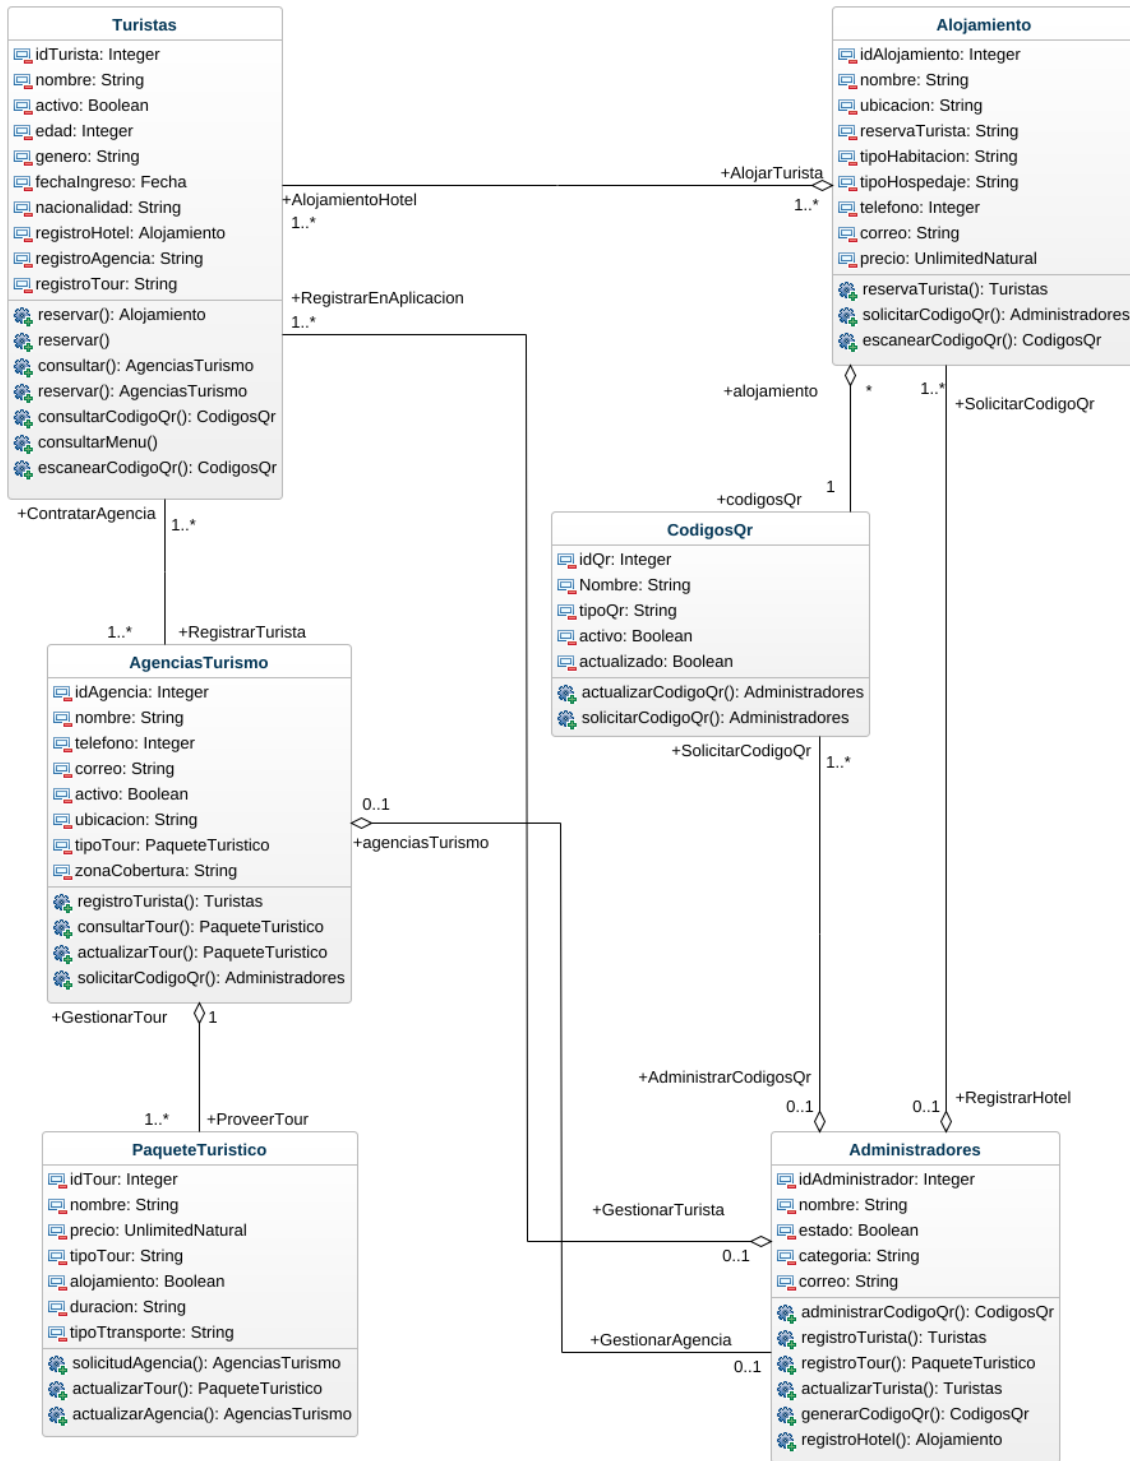 Turistas
idTurista: Integer
nombre: String
activo: Boolean
edad: Integer
genero: String
fechaIngreso: Fecha
nacionalidad: String
registroHotel: Alojamiento
registroAgencia: String
registroTour: String
reservar(): Alojamiento
reservar()
consultar(): AgenciasTurismo
reservar(): AgenciasTurismo
consultarCodigoQr(): CodigosQr
consultarMenu()
escanearCodigoQr(): CodigosQr
Alojamiento
idAlojamiento: Integer
nombre: String
ubicacion: String
reservaTurista: String
tipoHabitacion: String
tipoHospedaje: String
telefono: Integer
correo: String
precio: UnlimitedNatural
reservaTurista(): Turistas
solicitarCodigoQr(): Administradores
escanearCodigoQr(): CodigosQr
+AlojarTurista
1..*
+AlojamientoHotel
1..*
+RegistrarEnAplicacion
1..*
+alojamiento
*
1..*
+SolicitarCodigoQr
+codigosQr
1
+ContratarAgencia
1..*
1..*
+RegistrarTurista
CodigosQr
idQr: Integer
Nombre: String
tipoQr: String
activo: Boolean
actualizado: Boolean
actualizarCodigoQr(): Administradores
solicitarCodigoQr(): Administradores
+SolicitarCodigoQr
1..*
AgenciasTurismo
idAgencia: Integer
nombre: String
telefono: Integer
correo: String
activo: Boolean
ubicacion: String
tipoTour: PaqueteTuristico
zonaCobertura: String
registroTurista(): Turistas
consultarTour(): PaqueteTuristico
actualizarTour(): PaqueteTuristico
solicitarCodigoQr(): Administradores
0..1
+agenciasTurismo
+GestionarTour
1
1..*
+ProveerTour
+AdministrarCodigosQr
0..1
0..1
+RegistrarHotel
PaqueteTuristico
idTour: Integer
nombre: String
precio: UnlimitedNatural
tipoTour: String
alojamiento: Boolean
duracion: String
tipoTtransporte: String
solicitudAgencia(): AgenciasTurismo
actualizarTour(): PaqueteTuristico
actualizarAgencia(): AgenciasTurismo
+GestionarTurista
0..1
+GestionarAgencia
0..1
Administradores
idAdministrador: Integer
nombre: String
estado: Boolean
categoria: String
correo: String
administrarCodigoQr(): CodigosQr
registroTurista(): Turistas
registroTour(): PaqueteTuristico
actualizarTurista(): Turistas
generarCodigoQr(): CodigosQr
registroHotel(): Alojamiento